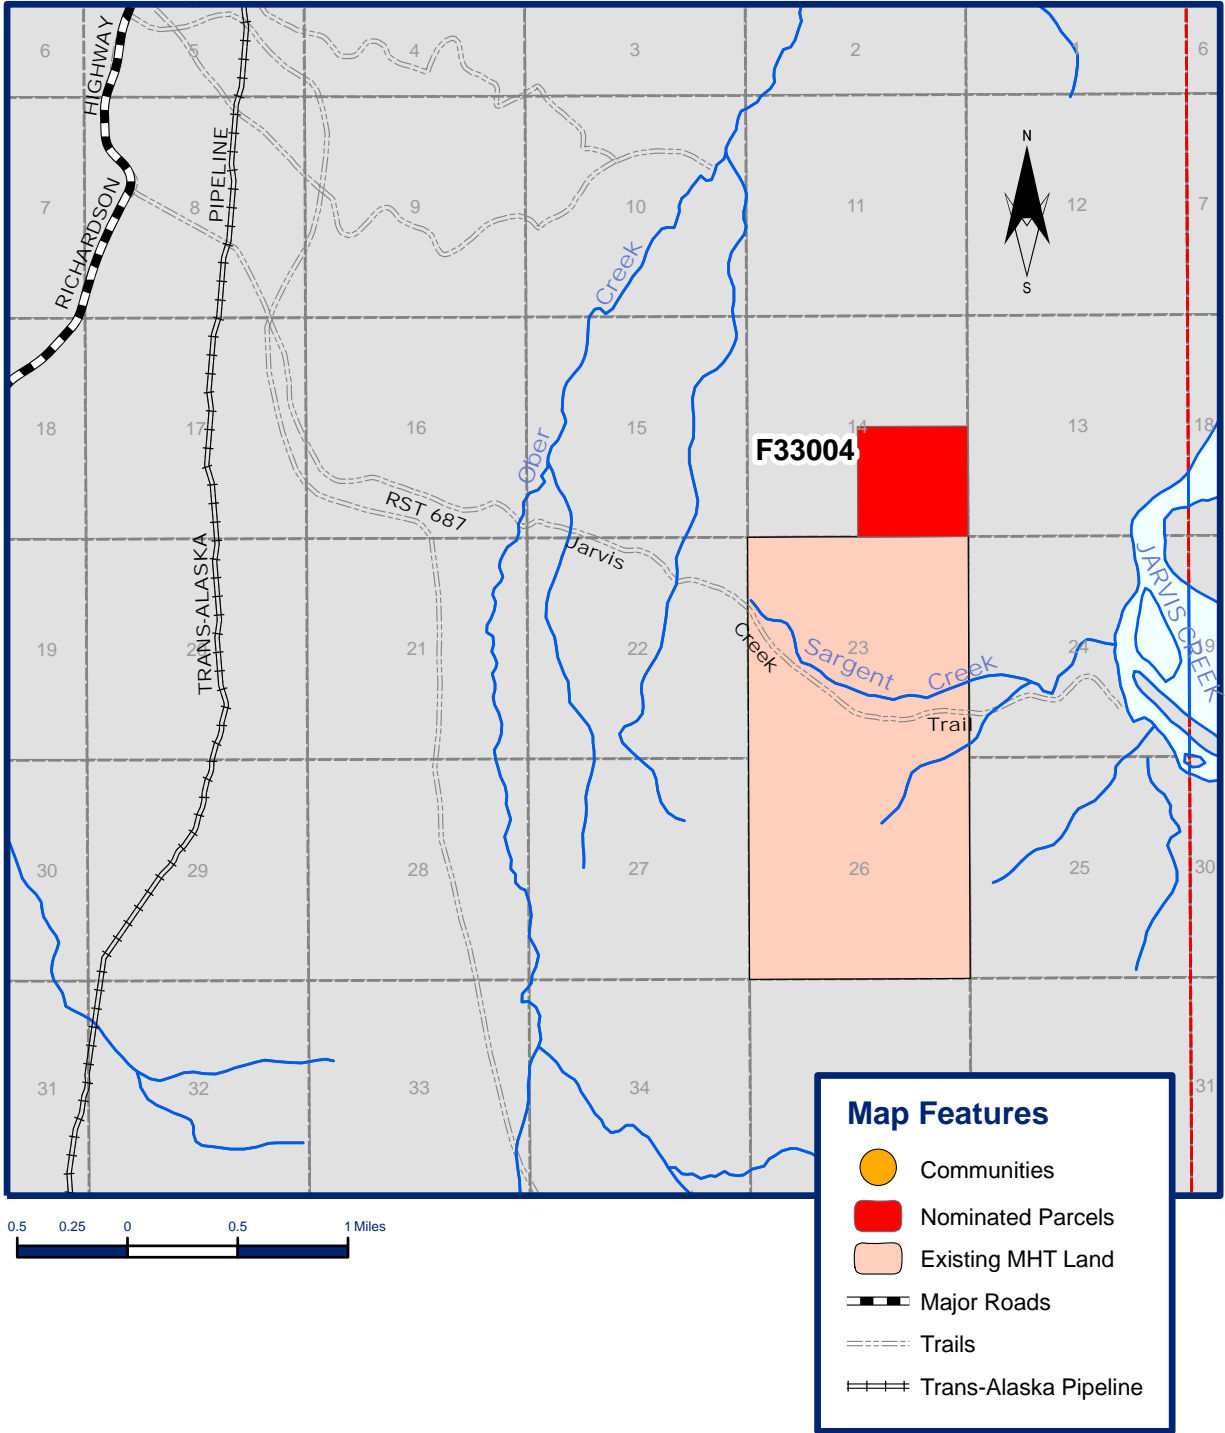 6
5
4
3
2
1
6
HIGHWAY
RICHARDSON
PIPELINE
N
S
7
8
9
10
11
12
7
Creek
18
17
16
15
14
13
18
F33004
Ober
RST 687
Jarvis
Creek
Trail
TRANS-ALASKA
JARVIS CREEK
19
21
22
23
24
19
Sargent Creek
30
29
28
27
26
25
30
31
32
33
34
31
Map Features
Communities
Nominated Parcels
Existing MHT Land
Major Roads
Trails
Trans-Alaska Pipeline
0.5 0.25 0 0.5 1 Miles